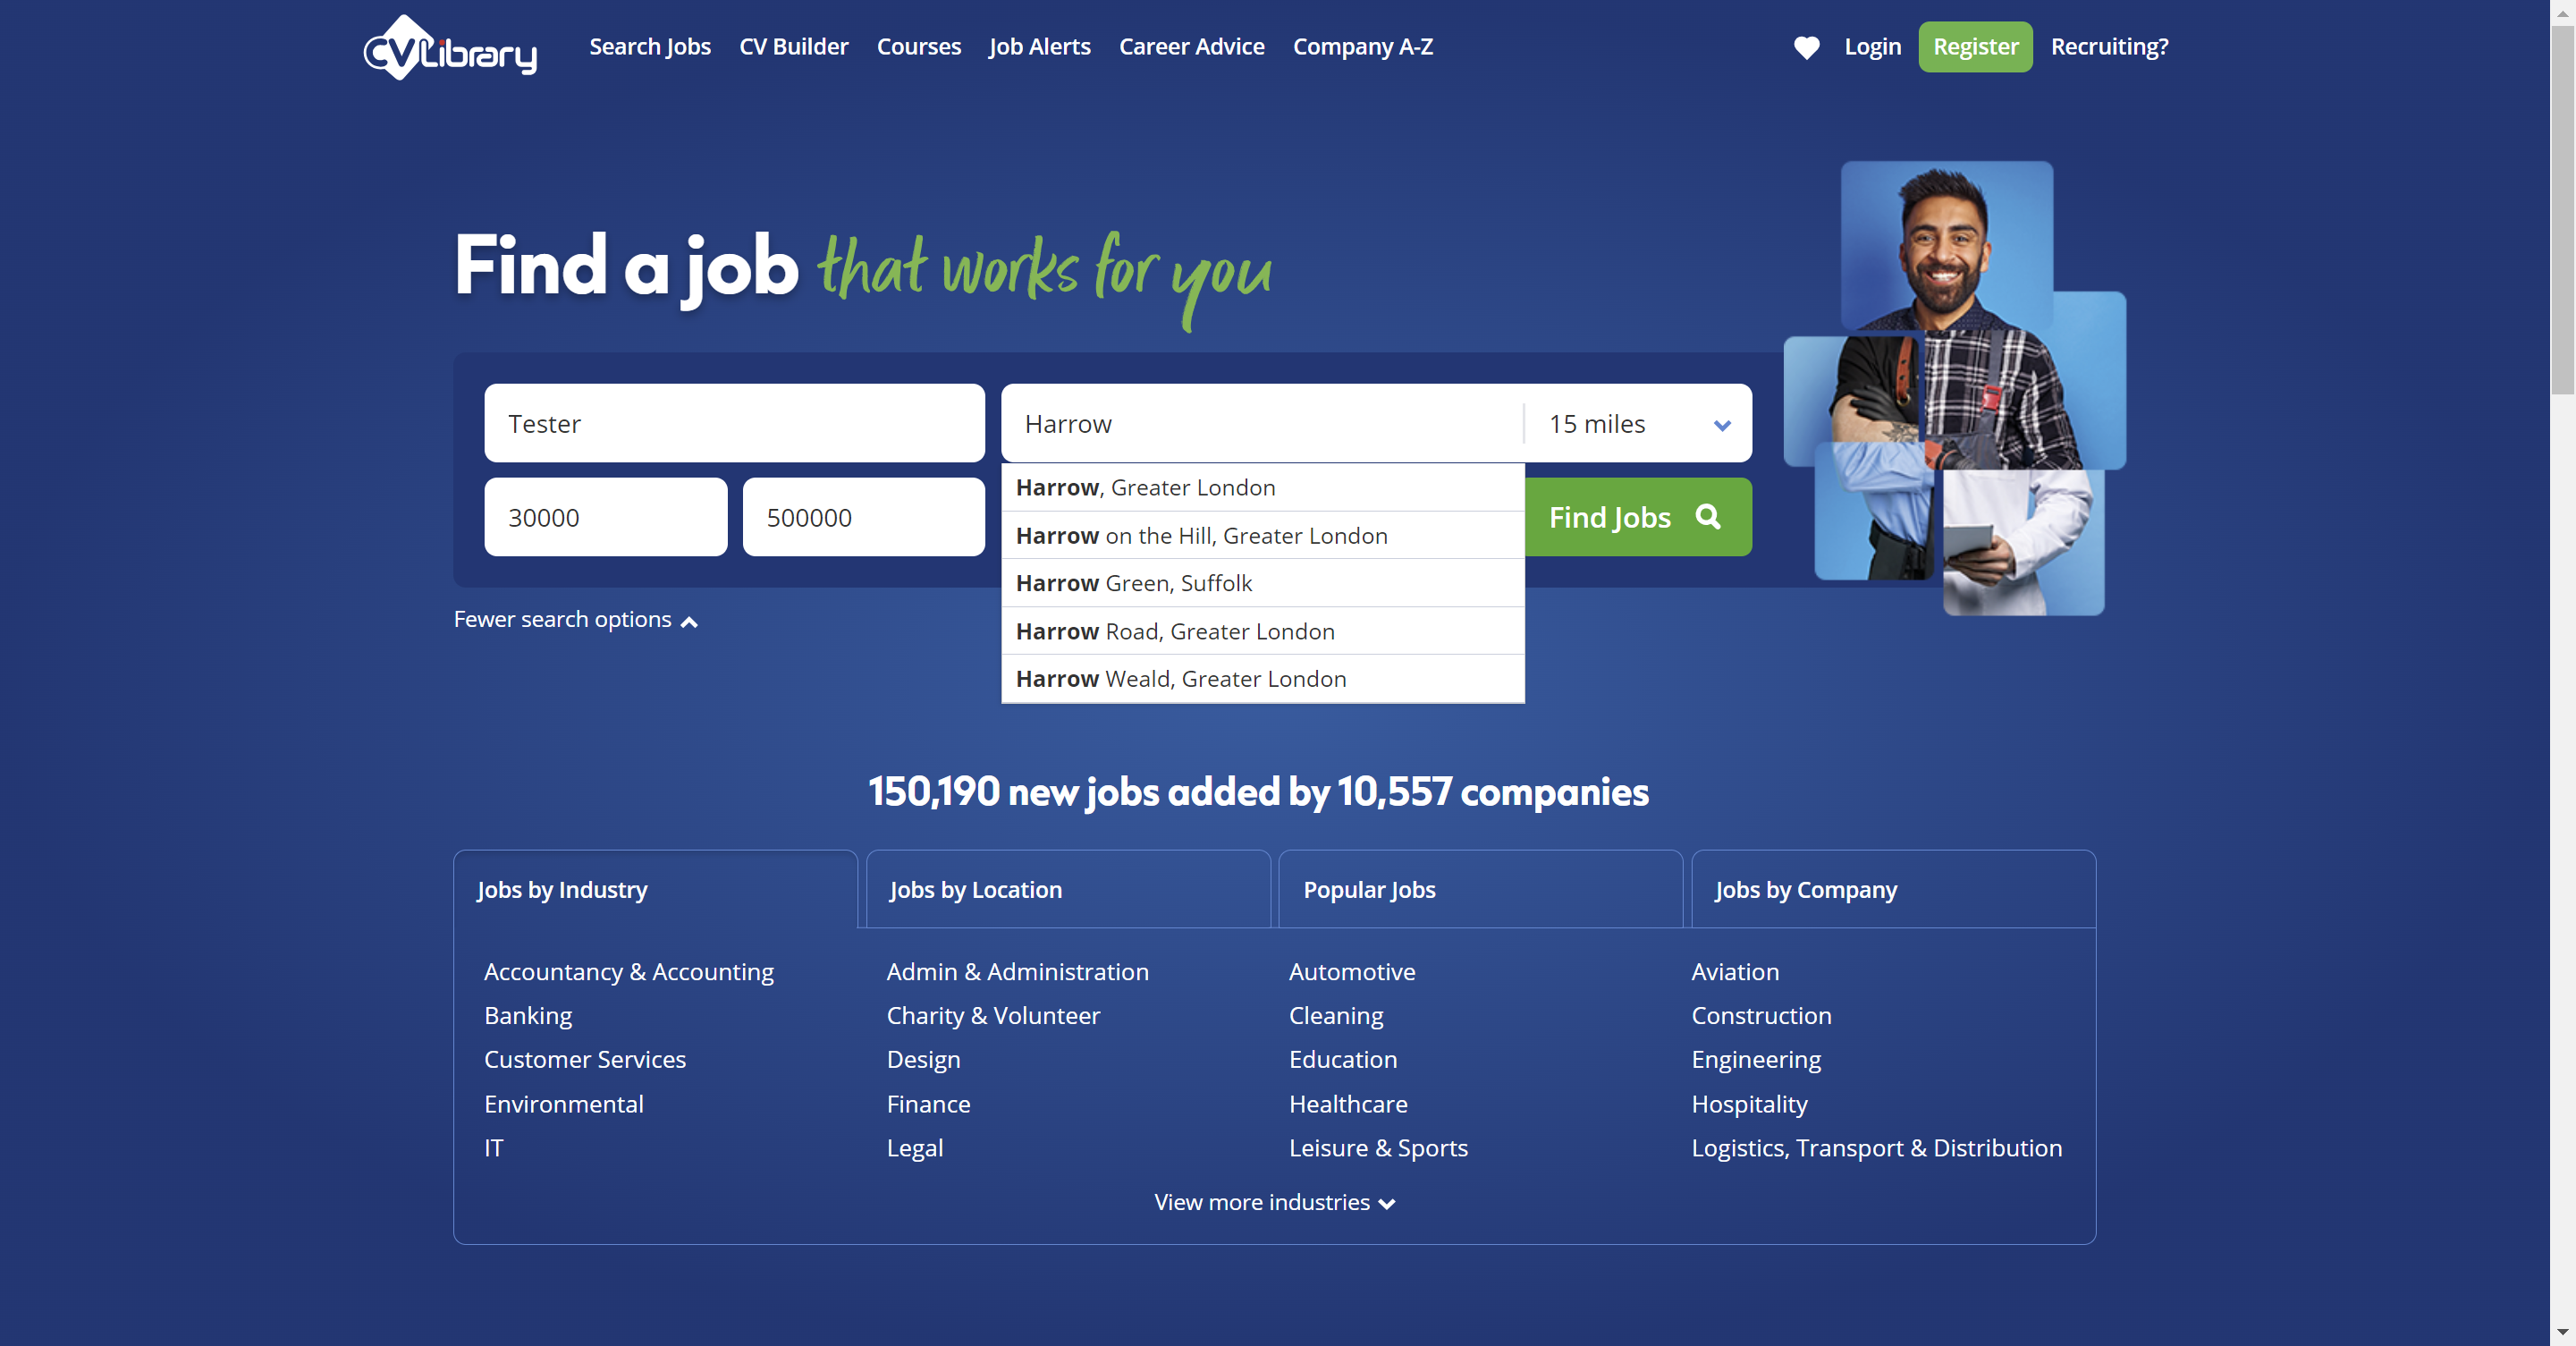 CV Library
Search Jobs CV Builder Courses Job Alerts Career Advice Company A-Z
Login Register Recruiting?
Find a job that works for you
Tester Harrow 15 miles
30000 500000 Find Jobs
Harrow, Greater London
Harrow on the Hill, Greater London
Harrow Green, Suffolk
Harrow Road, Greater London
Harrow Weald, Greater London
Fewer search options
150,190 new jobs added by 10,557 companies
Jobs by Industry Jobs by Location Popular Jobs Jobs by Company
Accountancy & Accounting Admin & Administration Automotive Aviation
Banking Charity & Volunteer Cleaning Construction
Customer Services Design Education Engineering
Environmental Finance Healthcare Hospitality
IT Legal Leisure & Sports Logistics, Transport & Distribution
View more industries